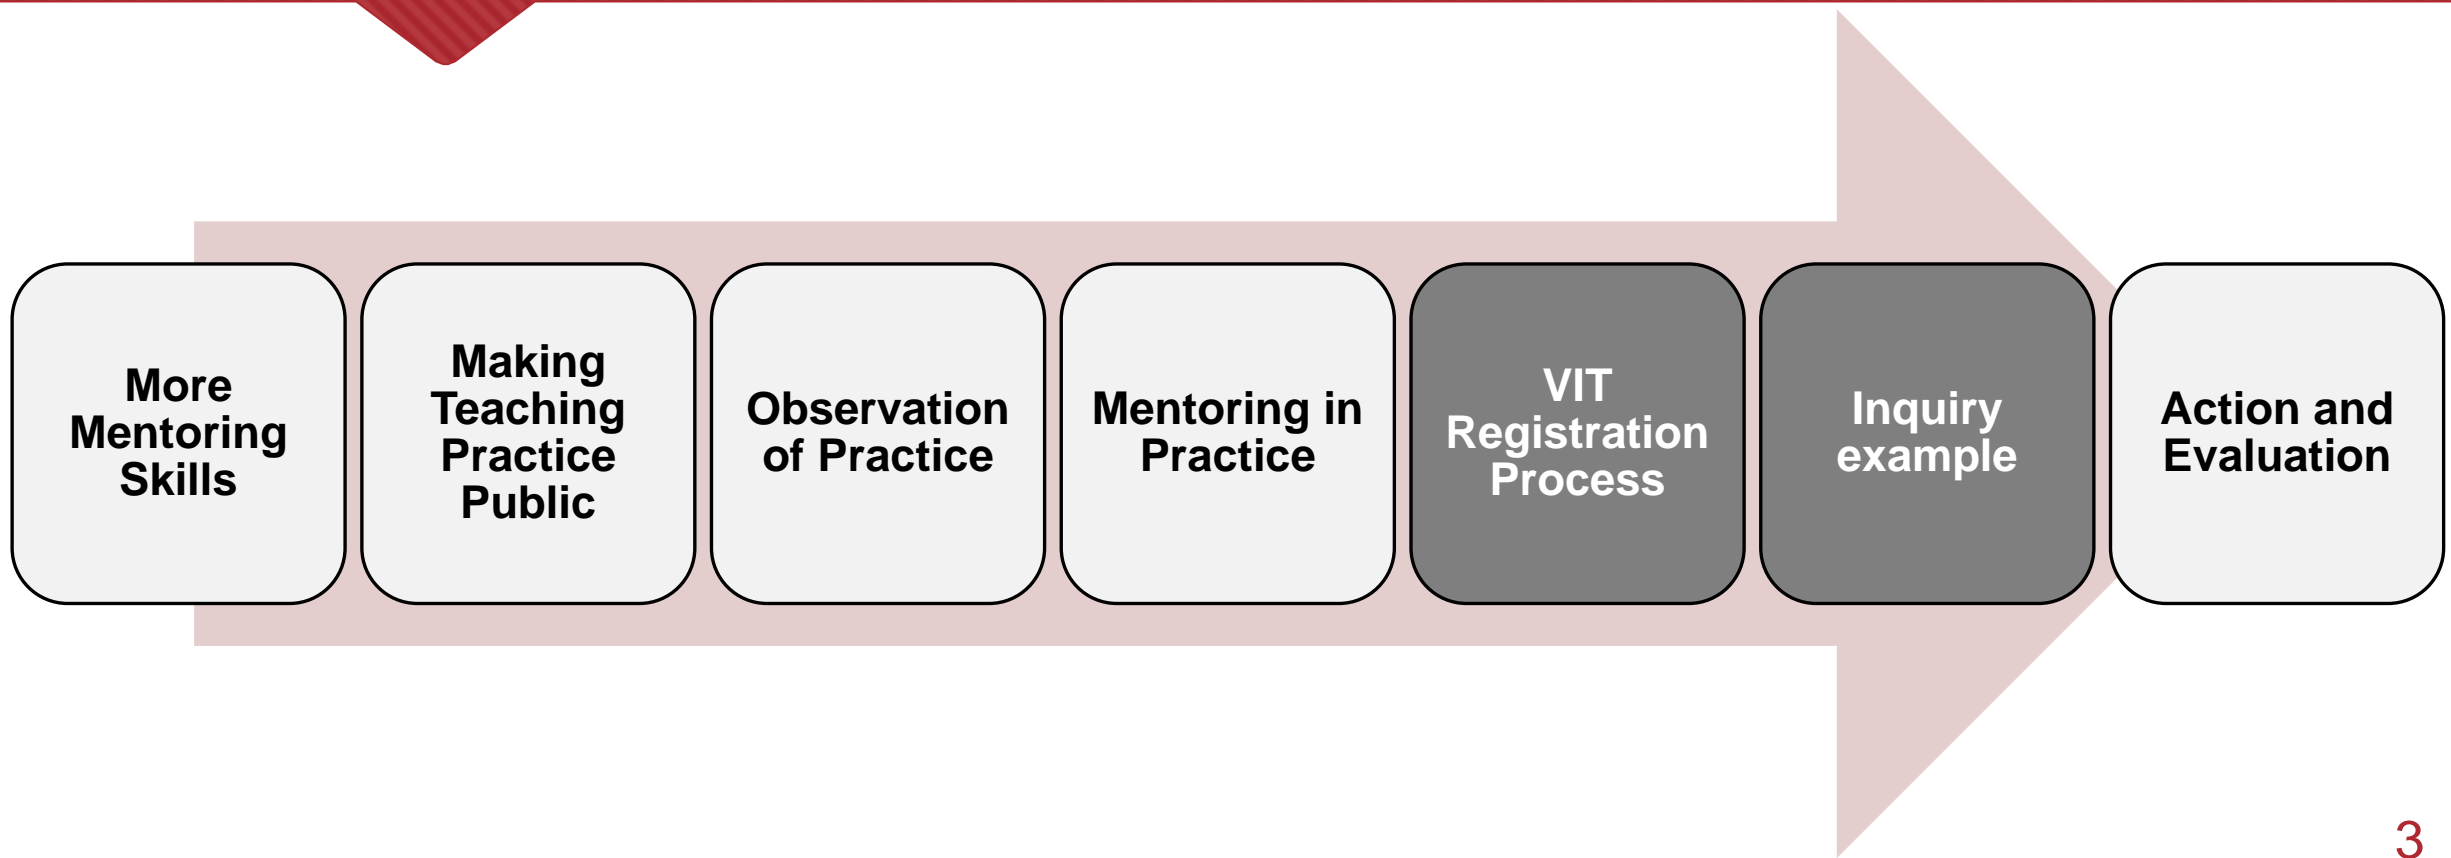 More
Mentoring
Skills
Making
Teaching
Practice
Public
Observation
of Practice
Mentoring in
Practice
VIT
Registration
Process
Inquiry
example
Action and
Evaluation
3